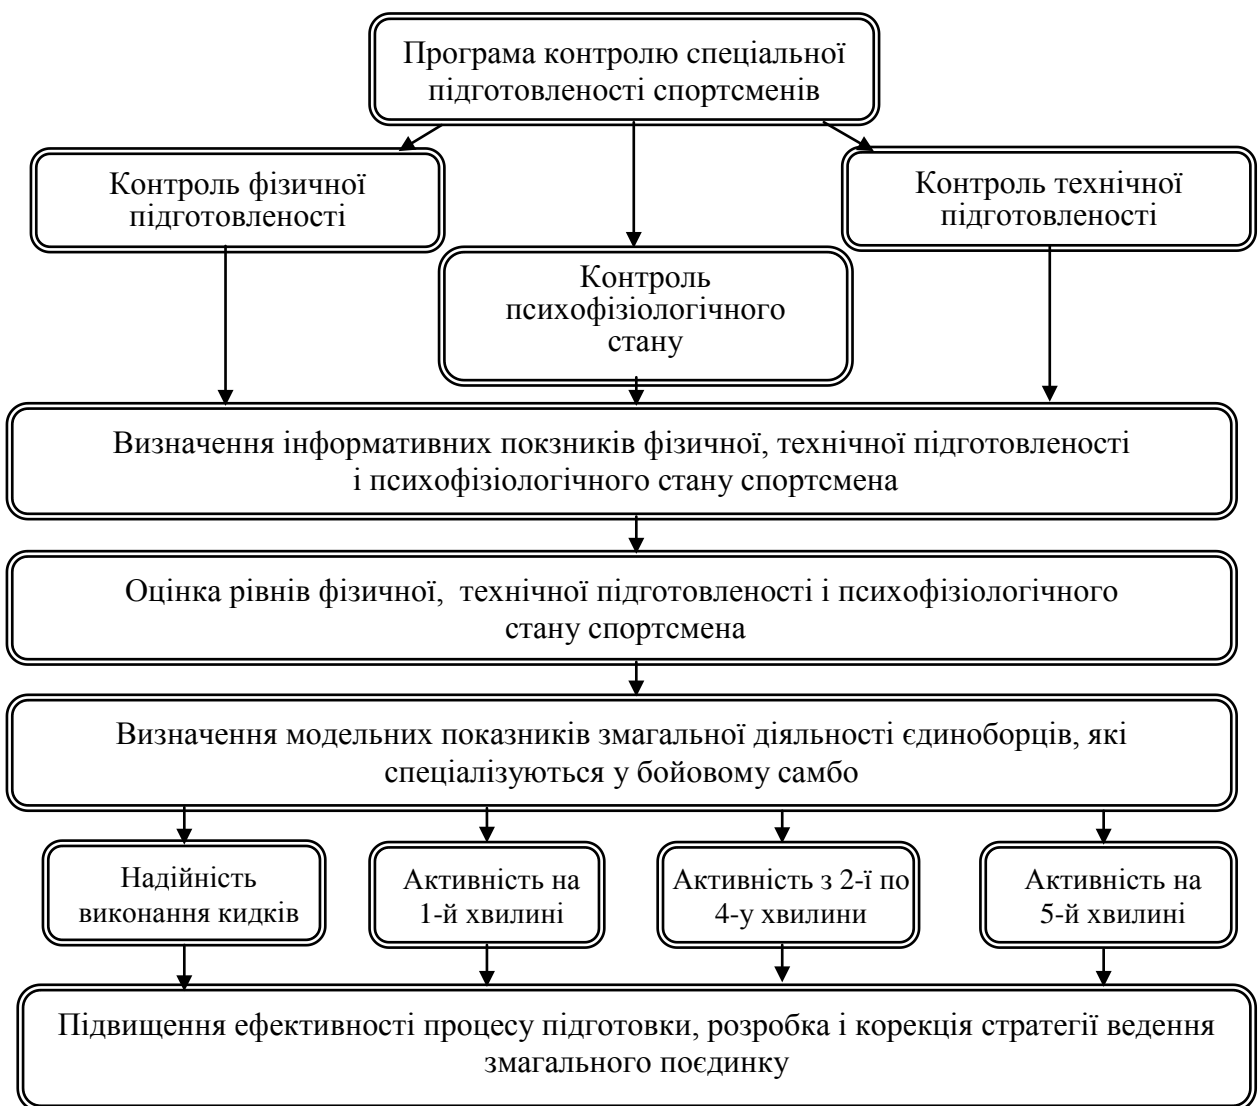 Програма контролю спеціальної
підготовленості спортсменів
Контроль фізичної
підготовленості
Контроль технічної
підготовленості
Контроль
психофізіологічного
стану
Визначення інформативних покзників фізичної, технічної підготовленості
і психофізіологічного стану спортсмена
Оцінка рівнів фізичної, технічної підготовленості і психофізіологічного
стану спортсмена
Визначення модельних показників змагальної діяльності єдиноборців, які
спеціалізуються у бойовому самбо
Надійність
виконання кидків
Активність на
1-й хвилині
Активність з 2-ї по
4-у хвилини
Активність на
5-й хвилині
Підвищення ефективності процесу підготовки, розробка і корекція стратегії ведення
змагального поєдинку